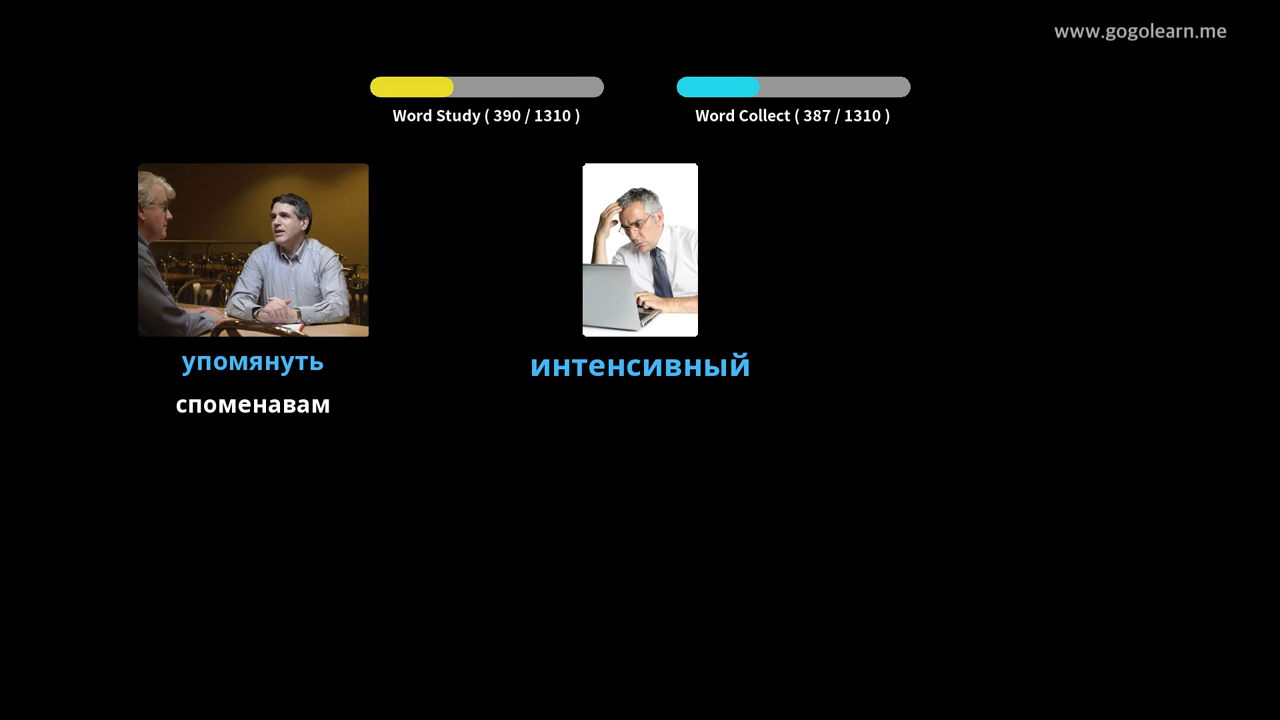 www.gogolearn.me
Word Study ( 390 / 1310 )
Word Collect ( 387 / 1310 )
упомянуть
споменавам
интенсивный